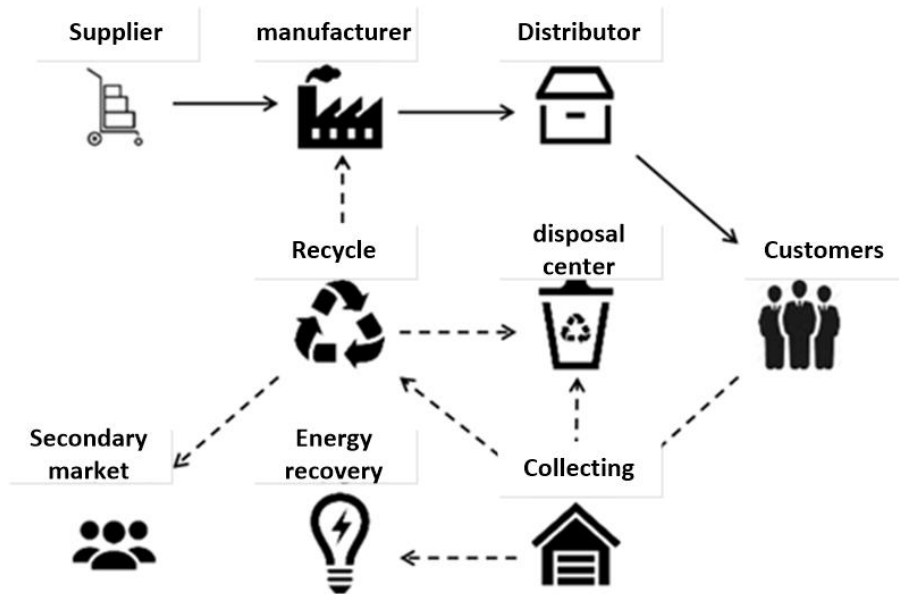 Supplier
manufacturer
Distributor
Recycle
disposal
center
Customers
Secondary
market
Energy
recovery
Collecting